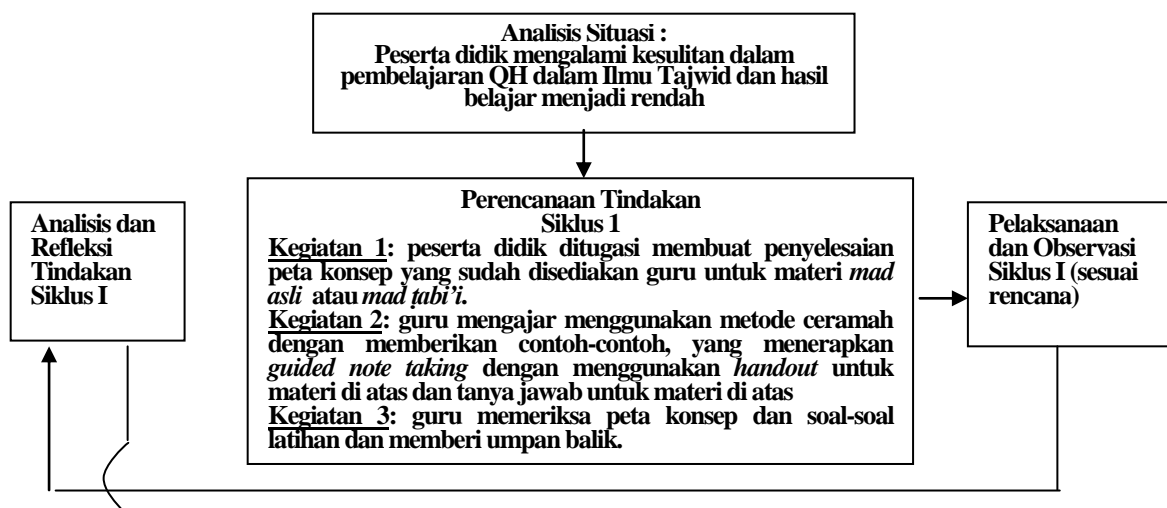 Analisis Situasi :
Peserta didik mengalami kesulitan dalam
pembelajaran QH dalam Ilmu Tajwid dan hasil
belajar menjadi rendah
Analisis dan
Refleksi
Tindakan
Siklus I
Perencanaan Tindakan
Siklus 1
Kegiatan 1: peserta didik ditugasi membuat penyelesaian
peta konsep yang sudah disediakan guru untuk materi mad
asli atau mad ṭabi’i.
Kegiatan 2: guru mengajar menggunakan metode ceramah
dengan memberikan contoh-contoh, yang menerapkan
guided note taking dengan menggunakan handout untuk
materi di atas dan tanya jawab untuk materi di atas
Kegiatan 3: guru memeriksa peta konsep dan soal-soal
latihan dan memberi umpan balik.
Pelaksanaan
dan Observasi
Siklus I (sesuai
rencana)